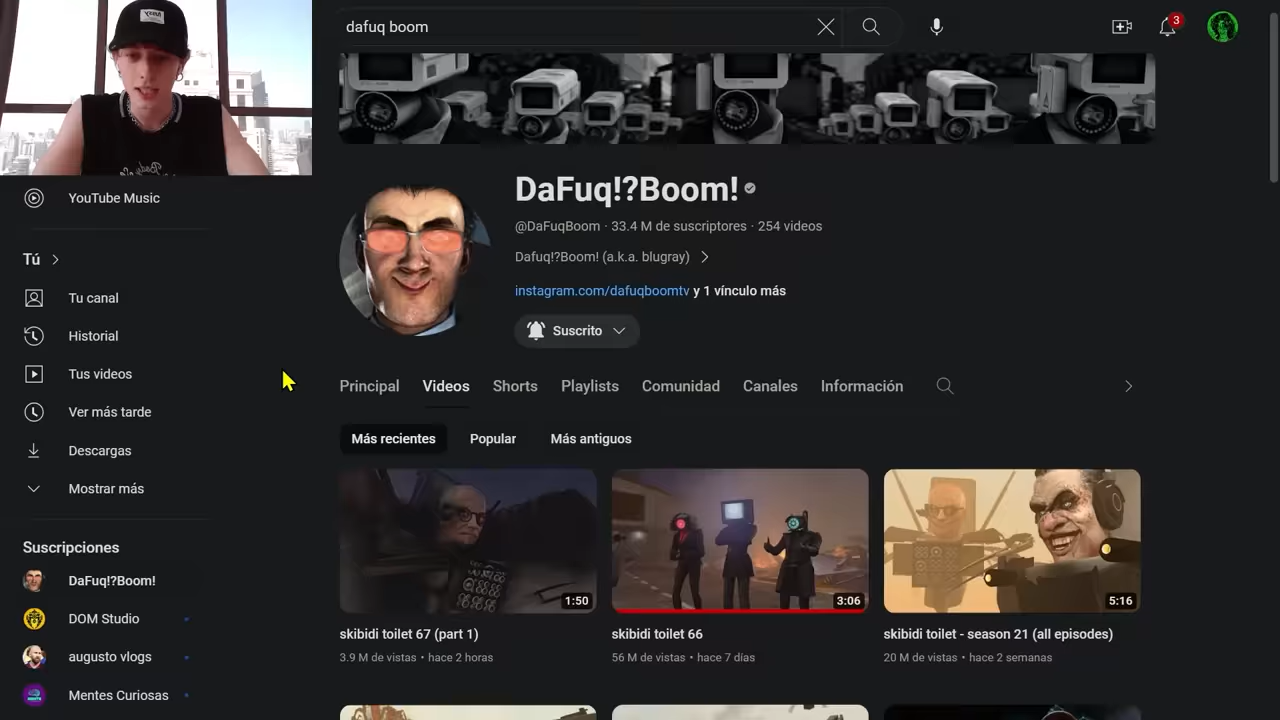 dafuq boom
3
DaFuq!?Boom!
@DaFuqBoom · 33.4 M de suscriptores · 254 videos
Dafuq!?Boom! (a.k.a. blugray)
instagram.com/dafuqboomtv y 1 vínculo más
Suscrito
YouTube Music
Tú
Tu canal
Historial
Tus videos
Ver más tarde
Descargas
Mostrar más
Suscripciones
DaFuq!?Boom!
DOM Studio
augusto vlogs
Mentes Curiosas
Principal Videos Shorts Playlists Comunidad Canales Información
Más recientes Popular Más antiguos
1:50 3:06 5:16
skibidi toilet 67 (part 1) skibidi toilet 66 skibidi toilet - season 21 (all episodes)
3.9 M de vistas • hace 2 horas 56 M de vistas • hace 7 días 20 M de vistas • hace 2 semanas